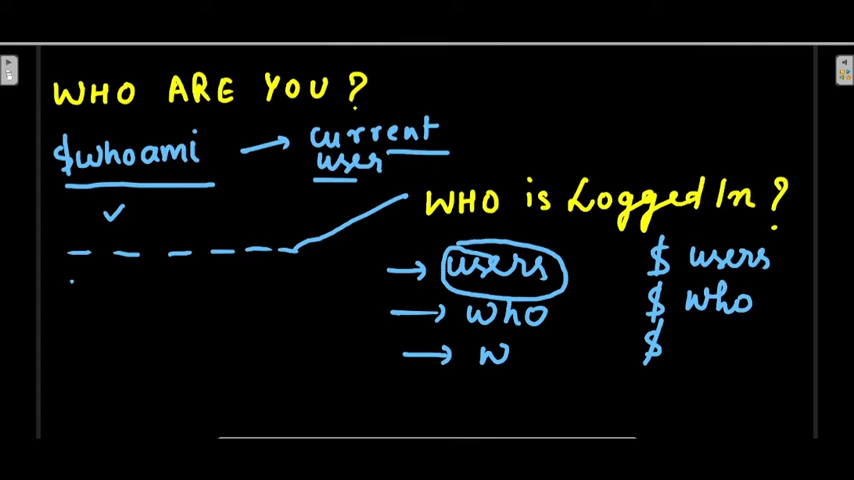 WHO ARE YOU?
$whoami → current user
WHO is Logged In?
→ users $ users
→ who $ who
→ w $